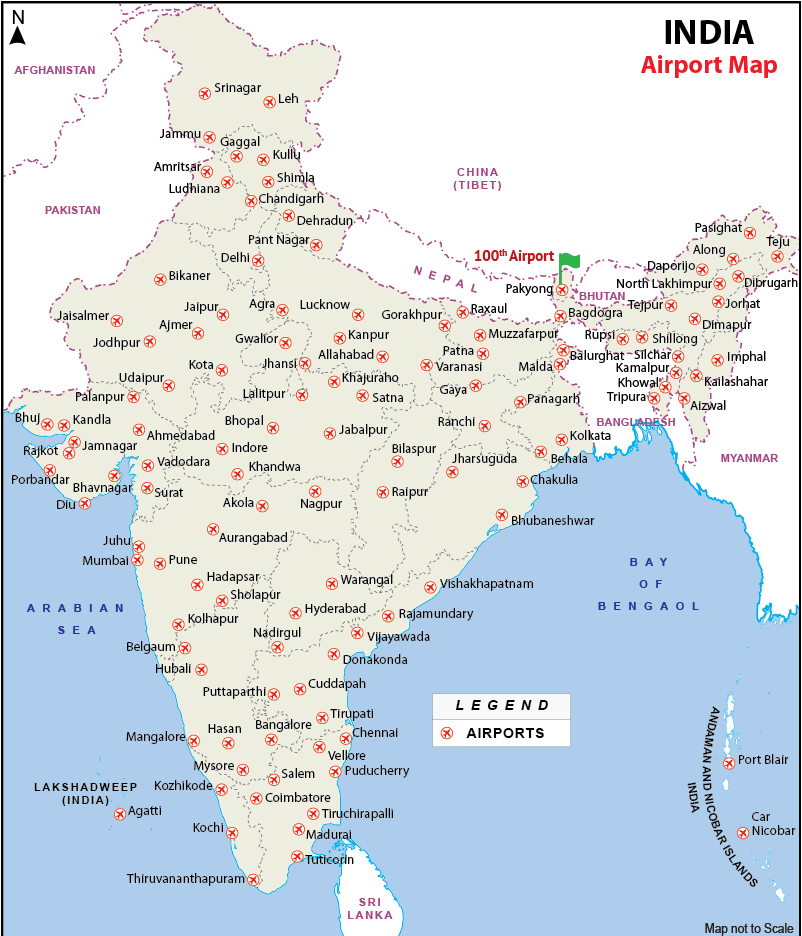 N
INDIA
Airport Map
AFGHANISTAN
Srinagar
Leh
Jammu
Gaggal
Kullu
Amritsar
CHINA
(TIBET)
Ludhiana
Shimla
Chandigarh
PAKISTAN
Dehradun
Pasighat
Pant Nagar
Along
Teju
Delhi
100th Airport
Daporijo
NEPAL
Bikaner
Pakyong
North Lakhimpur
Dibrugarh
BHUTAN
Jaipur
Agra
Lucknow
Gorakhpur
Raxaul
Bagdogra
Tejpur
Jorhat
Jaisalmer
Ajmer
Dimapur
Jodhpur
Gwalior
Kanpur
Muzzafarpur
Rupsi
Shillong
Allahabad
Patna
Balurghat
Silchar
Imphal
Kota
Jhansi
Varanasi
Malda
Kamalpur
Udaipur
Khajuraho
Gaya
Khowal
Kailashahar
Palanpur
Lalitpur
Satna
Panagarh
Tripura
Aizwal
Bhuj
Kandla
Bhopal
Ranchi
BANGLADESH
Ahmedabad
Jabalpur
Kolkata
Rajkot
Jamnagar
Indore
Bilaspur
Behala
MYANMAR
Vadodara
Khandwa
Jharsuguda
Porbandar
Bhavnagar
Surat
Raipur
Chakulia
Diu
Akola
Nagpur
Bhubaneshwar
Aurangabad
Juhu
Mumbai
Pune
BAY
OF
BENGAOL
Hadapsar
Warangal
Vishakhapatnam
Sholapur
ARABIAN
SEA
Hyderabad
Rajamundary
Kolhapur
Nadirgul
Vijayawada
Belgaum
Donakonda
Hubali
Cuddapah
Puttaparthi
LEGEND
AIRPORTS
Tirupati
Hasan
Bangalore
Chennai
Mangalore
Vellore
Mysore
Salem
Puducherry
Port Blair
LAKSHADWEEP
(INDIA)
Kozhikode
Coimbatore
Agatti
Tiruchirapalli
Car
Nicobar
Kochi
Madurai
ANDAMAN AND NICOBAR ISLANDS
INDIA
Tuticorin
Thiruvananthapuram
SRI
LANKA
Map not to Scale